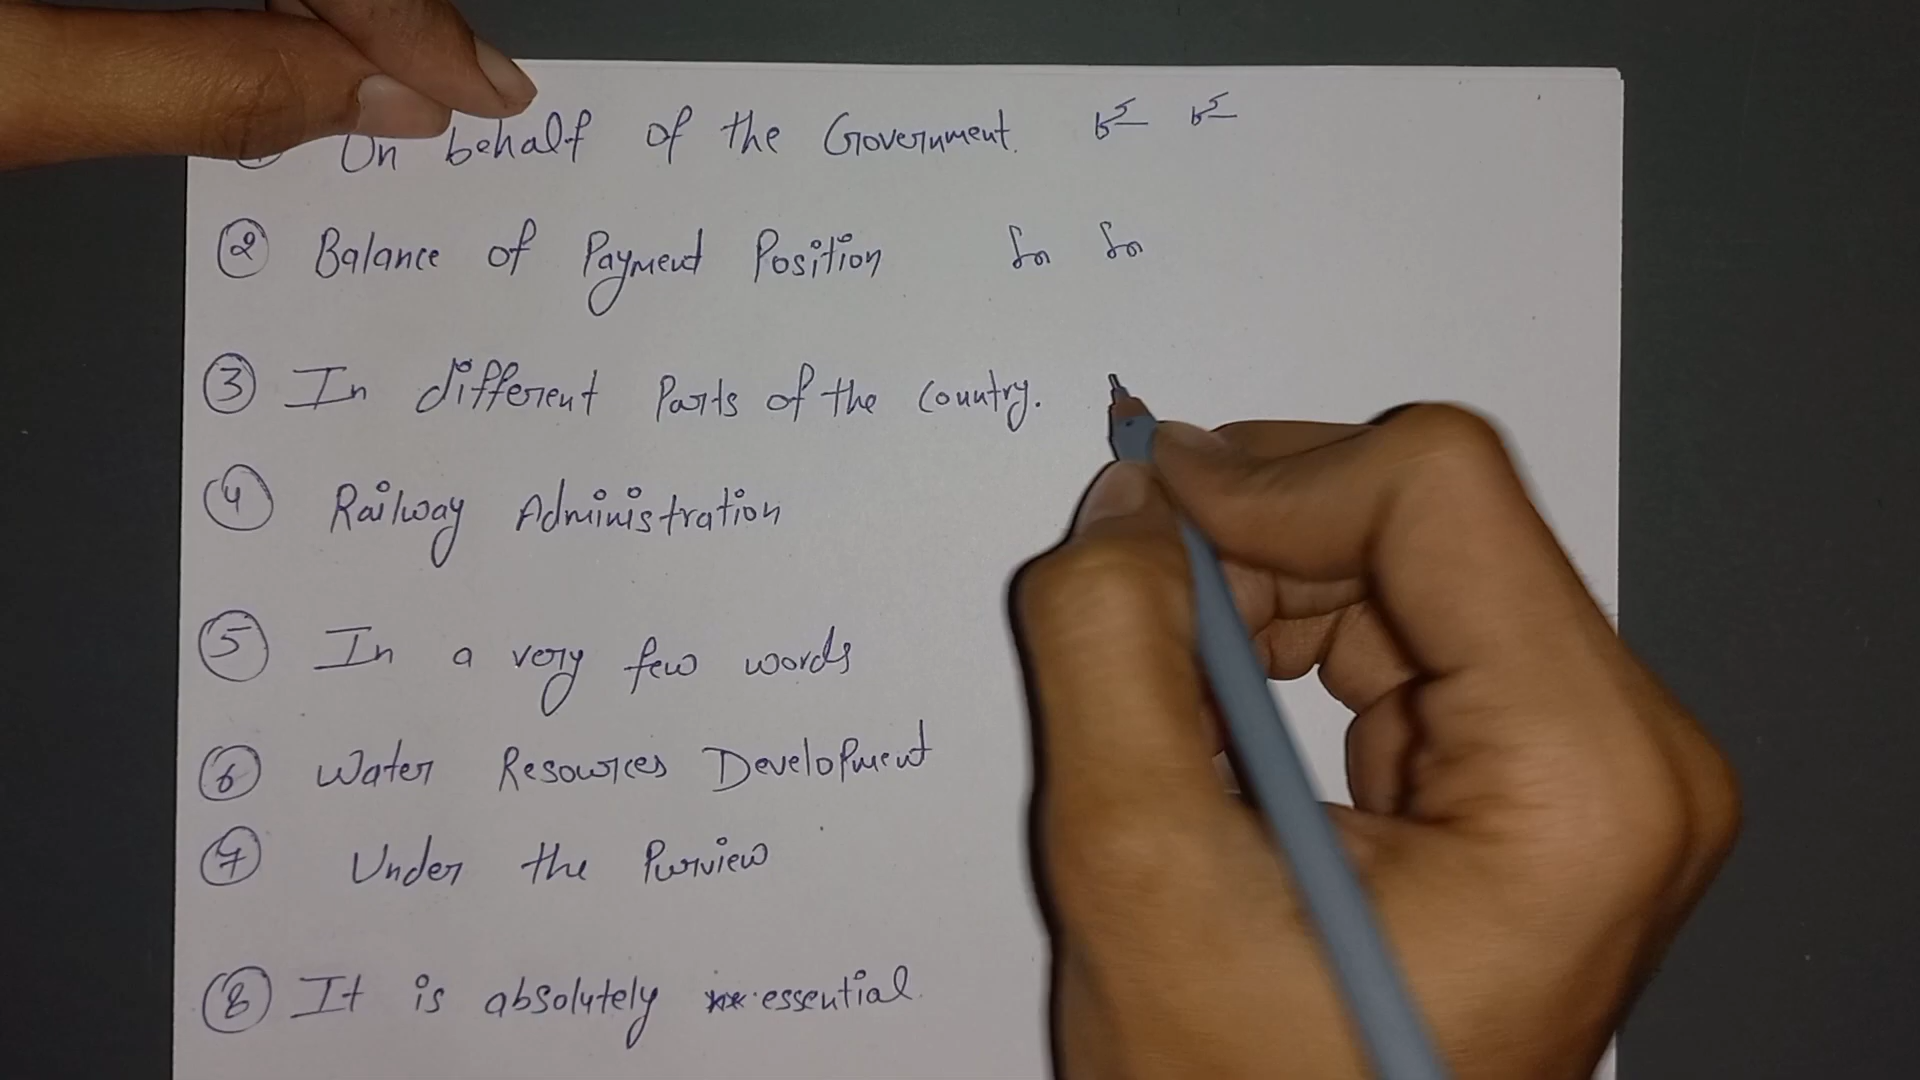 On behalf of the Government.
② Balance of Payment Position
③ In different Parts of the Country.
④ Railway Administration
⑤ In a very few words
⑥ Water Resources Development
⑦ Under the Purview
⑧ It is absolutely essential.